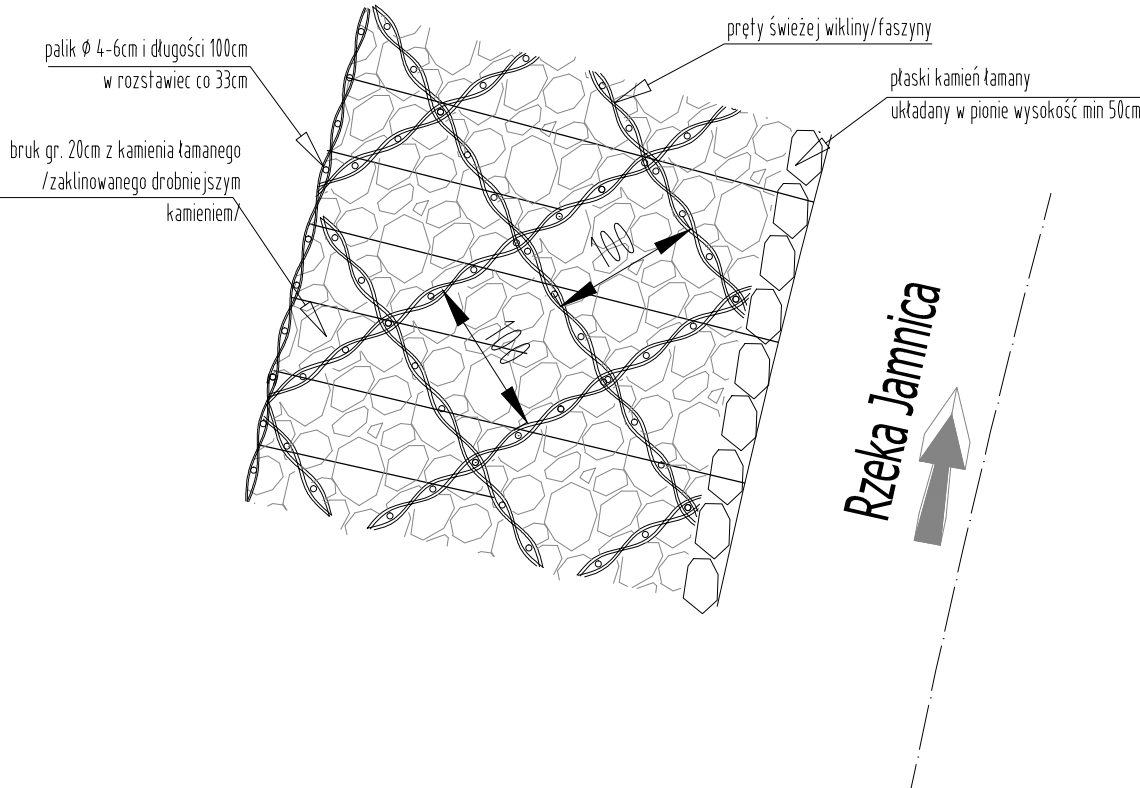 palik Ø 4-6cm i długości 100cm
w rozstawiec co 33cm
bruk gr. 20cm z kamienia łamanego
/zaklinowanego drobniejszym
kamieniem/
pręty świeżej wikliny/faszyny
płaski kamień łamany
układany w pionie wysokość min 50cm
100
100
Rzeka Jamnica